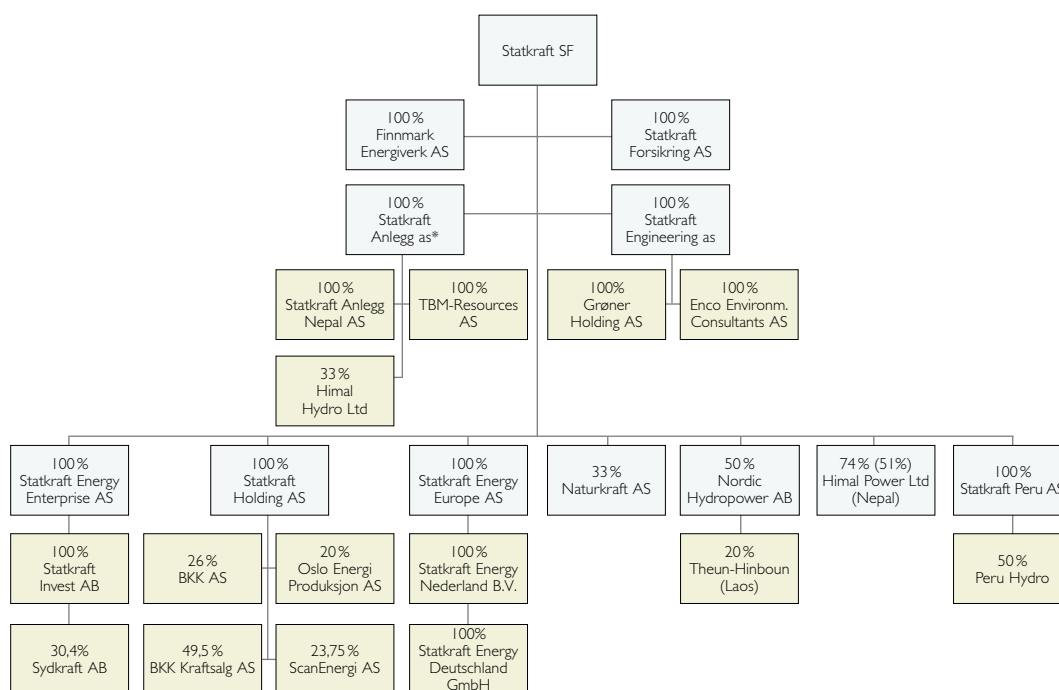 Statkraft SF
100%
Finnmark
Energiverk AS
100%
Statkraft
Forsikring AS
100%
Statkraft
Anlegg as*
100%
Statkraft
Engineering as
100%
Statkraft Anlegg
Nepal AS
100%
TBM-Resources
AS
100%
Grøner
Holding AS
100%
Enco Environm.
Consultants AS
33%
Himal
Hydro Ltd
100%
Statkraft Energy
Enterprise AS
100%
Statkraft
Holding AS
100%
Statkraft Energy
Europe AS
33%
Naturkraft AS
50%
Nordic
Hydropower AB
74% (51%)
Himal Power Ltd
(Nepal)
100%
Statkraft Peru AS
100%
Statkraft
Invest AB
26%
BKK AS
20%
Oslo Energi
Produksjon AS
100%
Statkraft Energy
Nederland B.V.
20%
Theun-Hinboun
(Laos)
50%
Peru Hydro
30,4%
Sydkraft AB
49,5%
BKK Kraftsalg AS
23,75%
ScanEnergi AS
100%
Statkraft Energy
Deutschland
GmbH